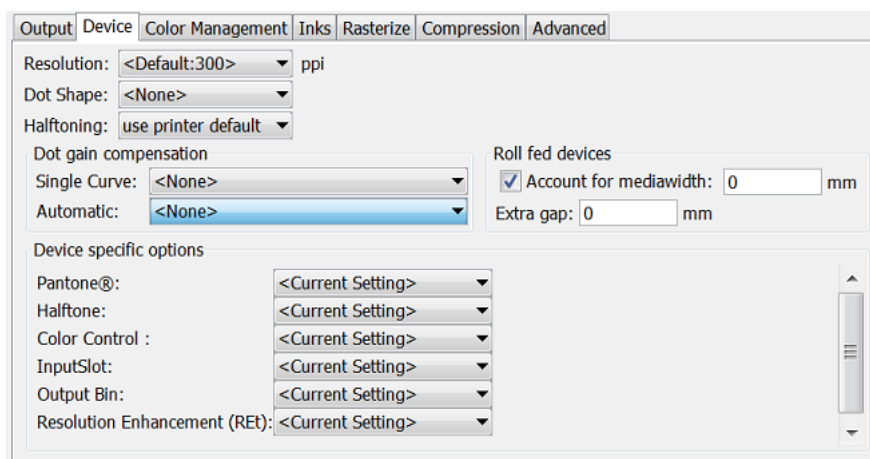 Output Device Color Management Inks Rasterize Compression Advanced
Resolution: <Default:300> ppi
Dot Shape: <None>
Halftoning: use printer default
Dot gain compensation
Single Curve: <None>
Automatic: <None>
Roll fed devices
Account for mediawidth: 0 mm
Extra gap: 0 mm
Device specific options
Pantone®: <Current Setting>
Halftone: <Current Setting>
Color Control : <Current Setting>
InputSlot: <Current Setting>
Output Bin: <Current Setting>
Resolution Enhancement (REt): <Current Setting>